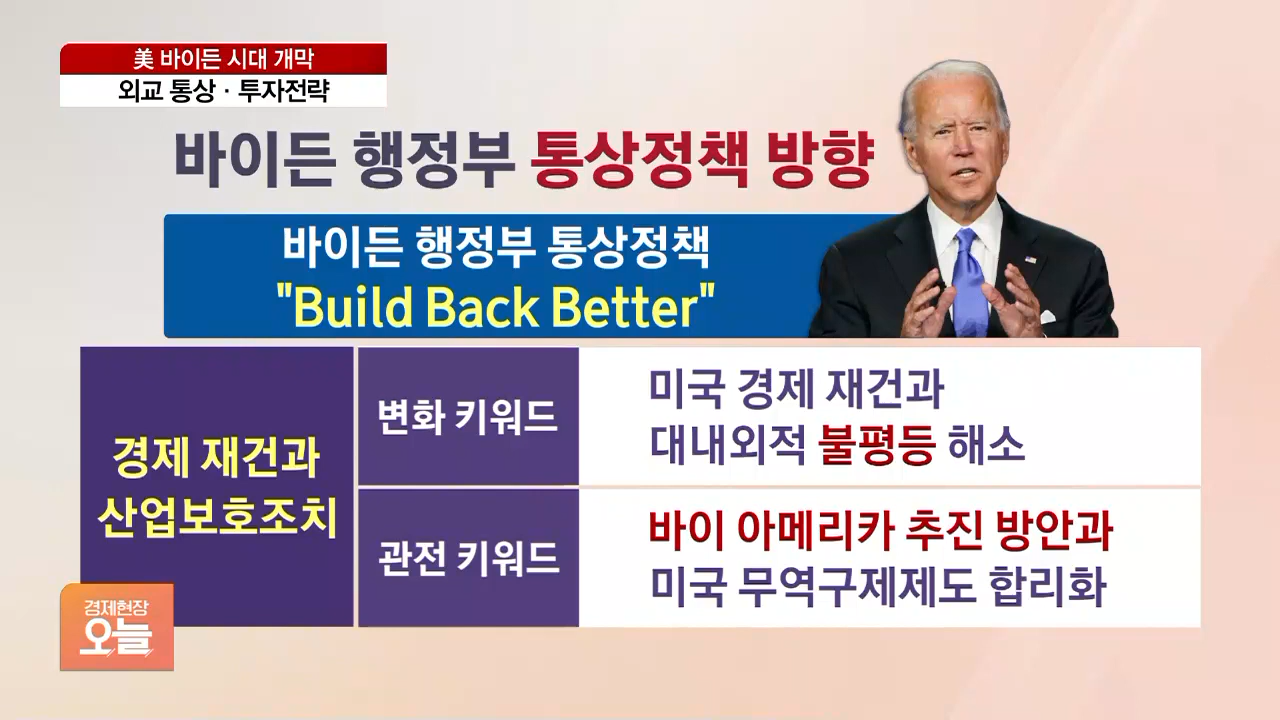 美 바이든 시대 개막
외교 통상 · 투자전략
바이든 행정부 통상정책 방향
바이든 행정부 통상정책
"Build Back Better"
경제 재건과
산업보호조치
변화 키워드
미국 경제 재건과
대내외적 불평등 해소
관전 키워드
바이 아메리카 추진 방안과
미국 무역구제제도 합리화
경제현장
오늘